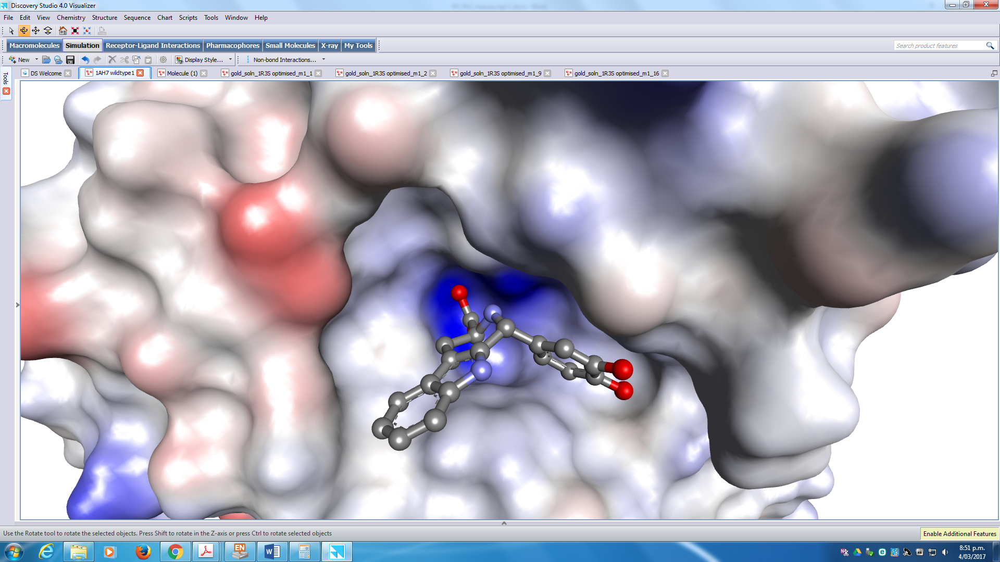 Discovery Studio 4.0 Visualizer
File Edit View Chemistry Structure Sequence Chart Scripts Tools Window Help
Macromolecules Simulation Receptor-Ligand Interactions Pharmacophores Small Molecules X-ray My Tools
Search product features
New Display Style... Non-bond Interactions...
Tools
DS Welcome 1AH7 wildtype1 Molecule (1) gold_soln_1R3S optimised_m1_1 gold_soln_1R3S optimised_m1_2 gold_soln_1R3S optimised_m1_9 gold_soln_1R3S optimised_m1_16
Use the Rotate tool to rotate the selected objects. Press Shift to rotate in the Z-axis or press Ctrl to rotate selected objects
Enable Additional Features
EN
8:51 p.m.
4/03/2017